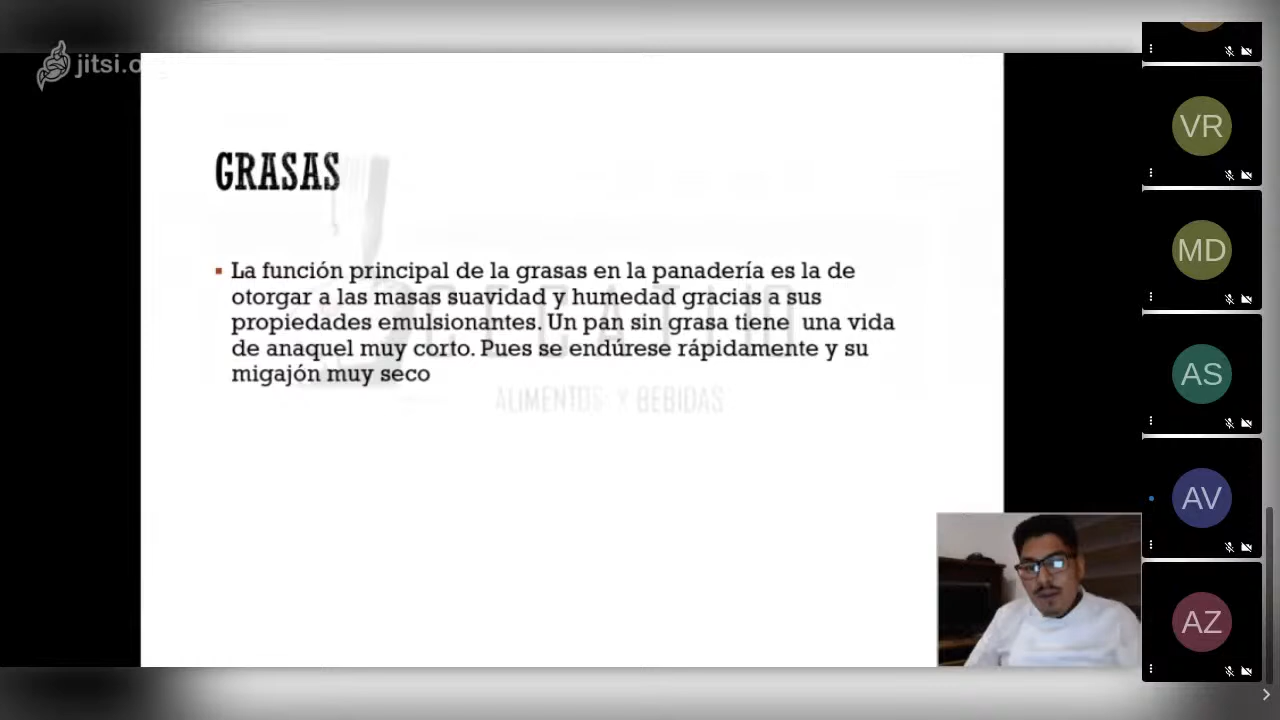 jitsi.o
GRASAS
▪ La función principal de la grasas en la panadería es la de
otorgar a las masas suavidad y humedad gracias a sus
propiedades emulsionantes. Un pan sin grasa tiene una vida
de anaquel muy corto. Pues se endúrese rápidamente y su
migajón muy seco
ALIMENTOS Y BEBIDAS
VR
MD
AS
AV
AZ